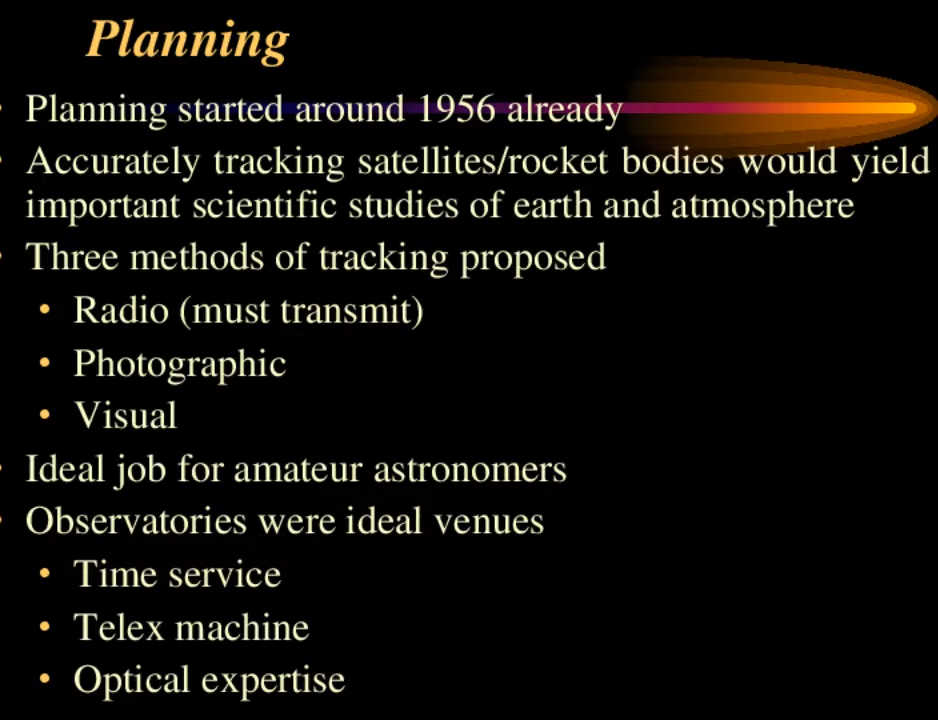 Planning
• Planning started around 1956 already
• Accurately tracking satellites/rocket bodies would yield
important scientific studies of earth and atmosphere
• Three methods of tracking proposed
• Radio (must transmit)
• Photographic
• Visual
• Ideal job for amateur astronomers
• Observatories were ideal venues
• Time service
• Telex machine
• Optical expertise